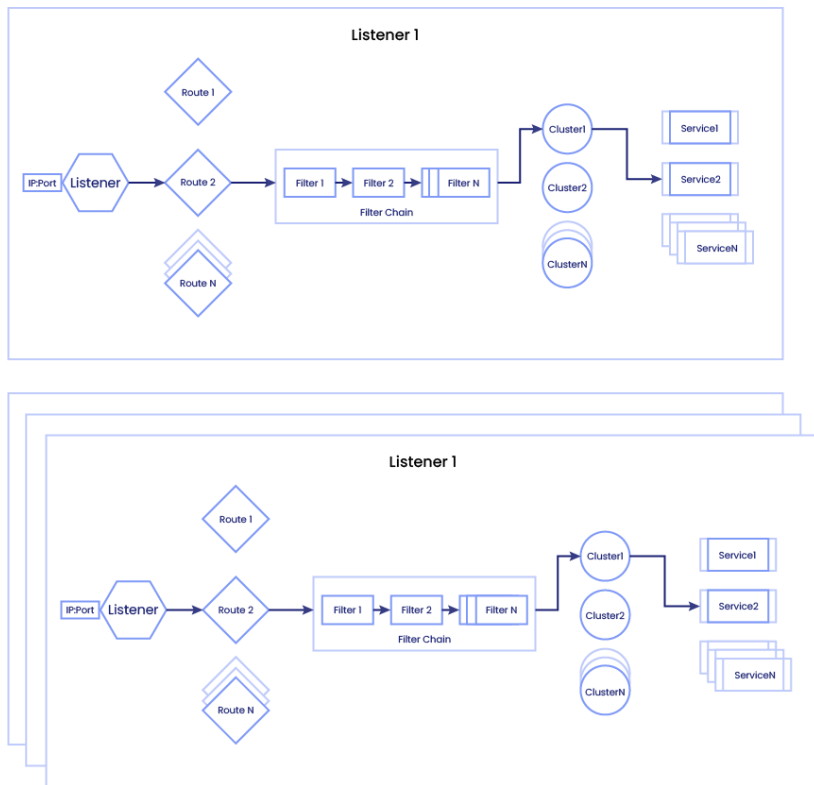 Listener 1
Route 1
IP:Port
Listener
Route 2
Filter 1
Filter 2
Filter N
Filter Chain
Route N
Cluster1
Cluster2
ClusterN
Service1
Service2
ServiceN
Listener 1
Route 1
IP:Port
Listener
Route 2
Filter 1
Filter 2
Filter N
Filter Chain
Route N
Cluster1
Cluster2
ClusterN
Service1
Service2
ServiceN